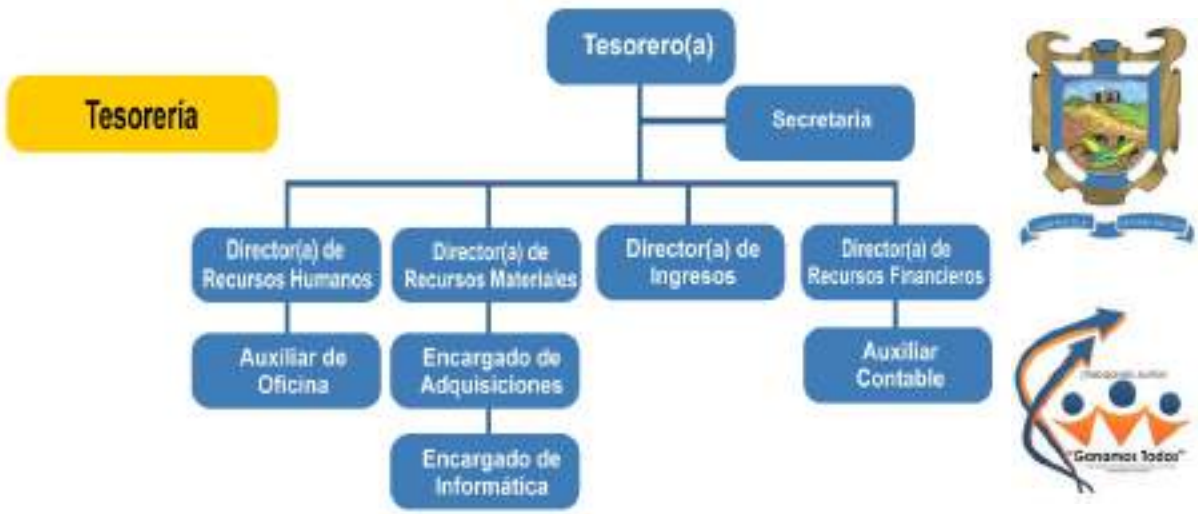 Tesorero(a)
Tesorería
Secretaria
Director(a) de
Recursos Humanos
Director(a) de
Recursos Materiales
Director(a) de
Ingresos
Director(a) de
Recursos Financieros
Auxiliar de
Oficina
Encargado de
Adquisiciones
Auxiliar
Contable
Encargado de
Informática
"Ganamos Todos"